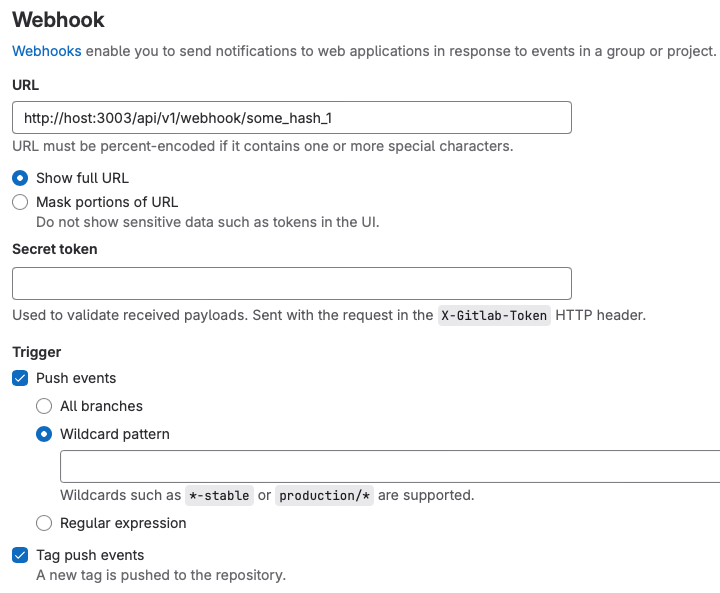 Webhook
Webhooks enable you to send notifications to web applications in response to events in a group or project.
URL
http://host:3003/api/v1/webhook/some_hash_1
URL must be percent-encoded if it contains one or more special characters.
Show full URL
Mask portions of URL
Do not show sensitive data such as tokens in the UI.
Secret token
Used to validate received payloads. Sent with the request in the X-Gitlab-Token HTTP header.
Trigger
Push events
All branches
Wildcard pattern
Wildcards such as *-stable or production/* are supported.
Regular expression
Tag push events
A new tag is pushed to the repository.